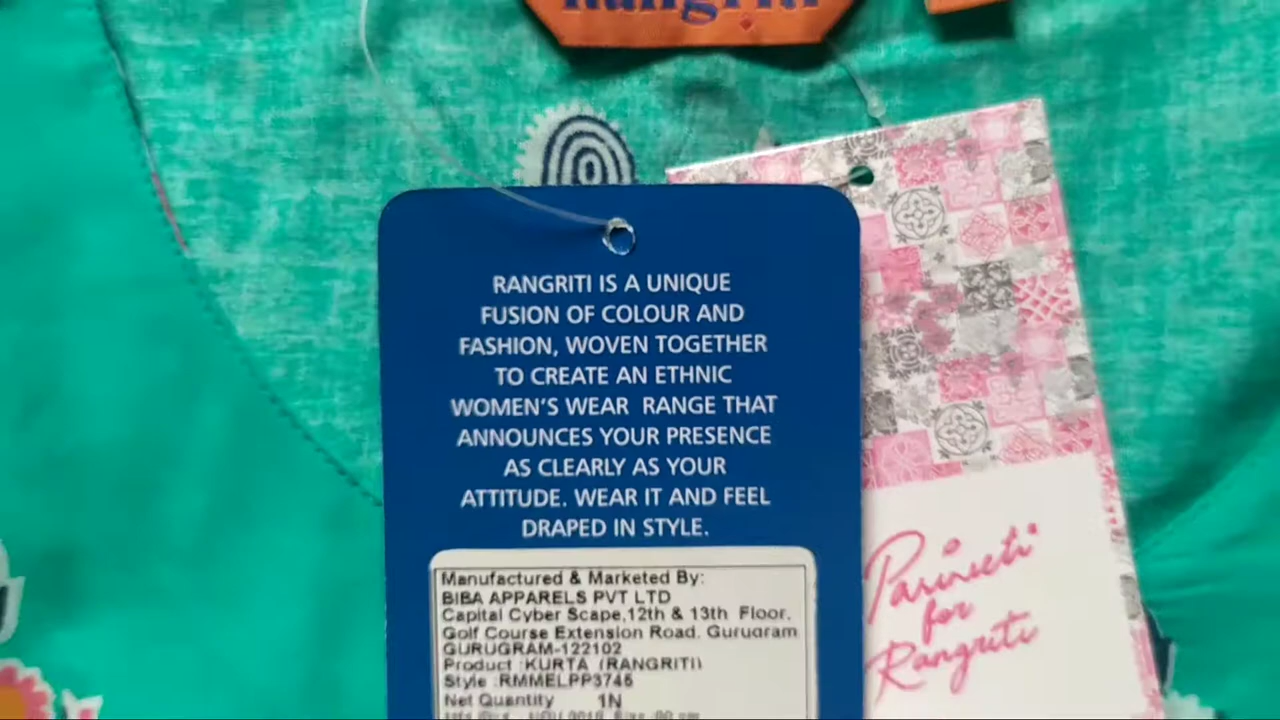 Rangriti
RANGRITI IS A UNIQUE
FUSION OF COLOUR AND
FASHION, WOVEN TOGETHER
TO CREATE AN ETHNIC
WOMEN'S WEAR RANGE THAT
ANNOUNCES YOUR PRESENCE
AS CLEARLY AS YOUR
ATTITUDE. WEAR IT AND FEEL
DRAPED IN STYLE.
Manufactured & Marketed By:
BIBA APPARELS PVT LTD
Capital Cyber Scape,12th & 13th Floor,
Golf Course Extension Road. Gurugram
GURUGRAM-122102
Product :KURTA (RANGRITI)
Style :RMMELPP3745
Net Quantity 1N
Parineeti
for
Rangriti